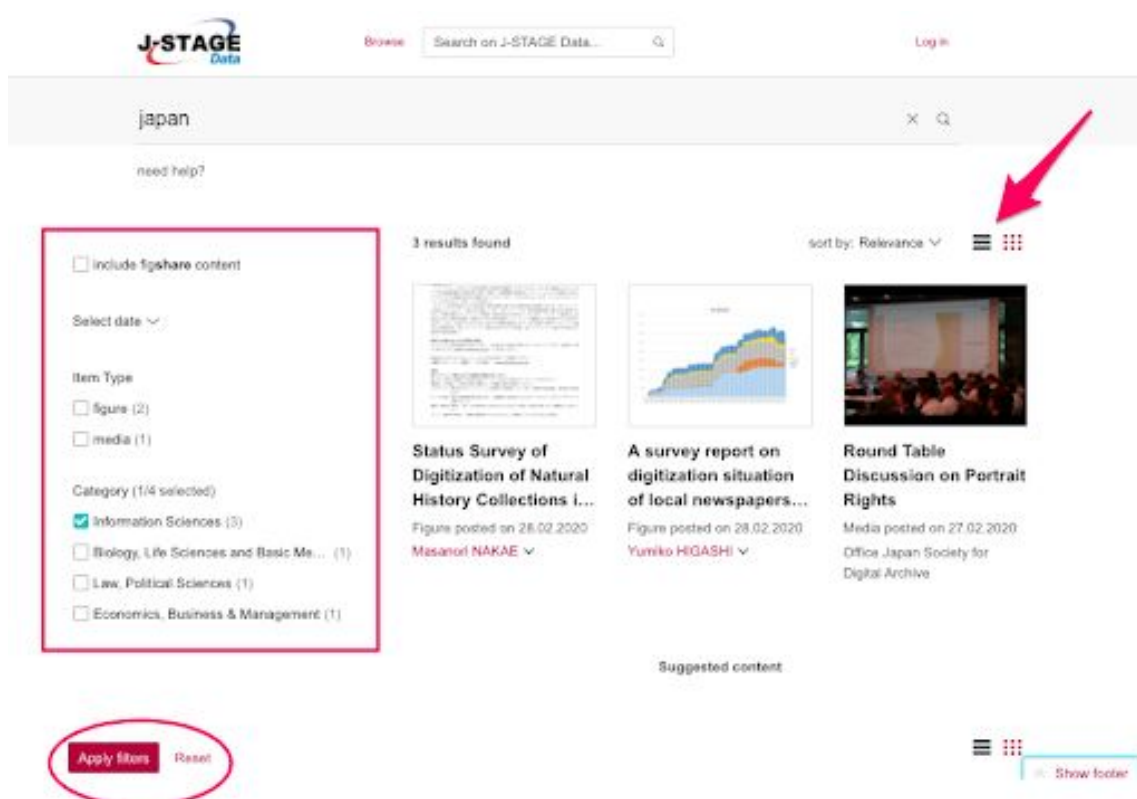 J-STAGE
Data
Browse
Search on J-STAGE Data...
Log in
japan
need help?
include figshare content
Select date
Item Type
figure (2)
media (1)
Category (1/4 selected)
Information Sciences (3)
Biology, Life Sciences and Basic Me... (1)
Law, Political Sciences (1)
Economics, Business & Management (1)
3 results found
sort by: Relevance
Status Survey of
Digitization of Natural
History Collections i...
Figure posted on 28.02.2020
Masanori NAKAE
A survey report on
digitization situation
of local newspapers...
Figure posted on 28.02.2020
Yumiko HIGASHI
Round Table
Discussion on Portrait
Rights
Media posted on 27.02.2020
Office Japan Society for
Digital Archive
Suggested content
Apply filters
Reset
Show footer